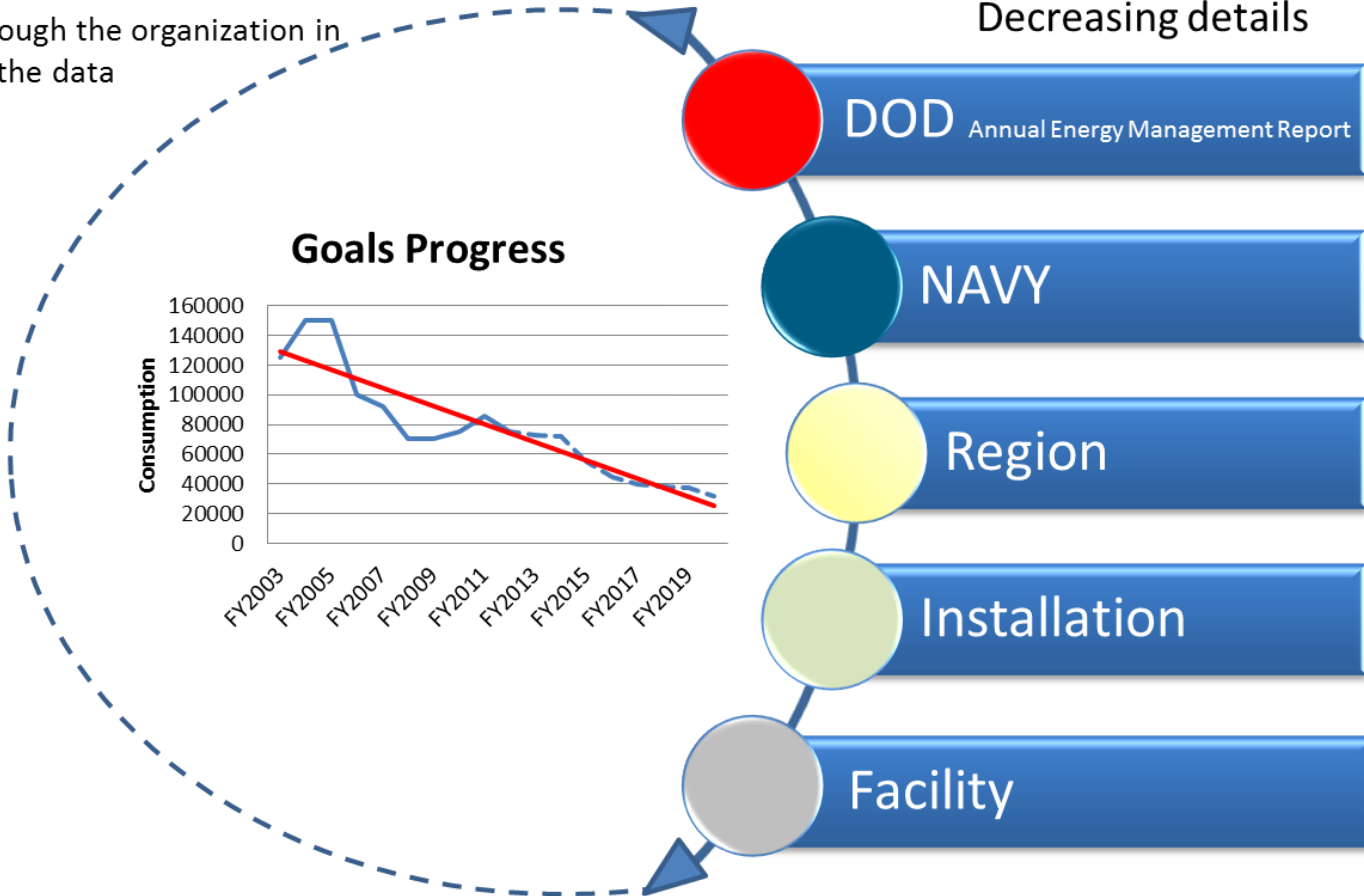 ough the organization in
the data
Decreasing details
DOD Annual Energy Management Report
NAVY
Region
Installation
Facility
Goals Progress
Consumption
160000
140000
120000
100000
80000
60000
40000
20000
0
FY2003
FY2005
FY2007
FY2009
FY2011
FY2013
FY2015
FY2017
FY2019